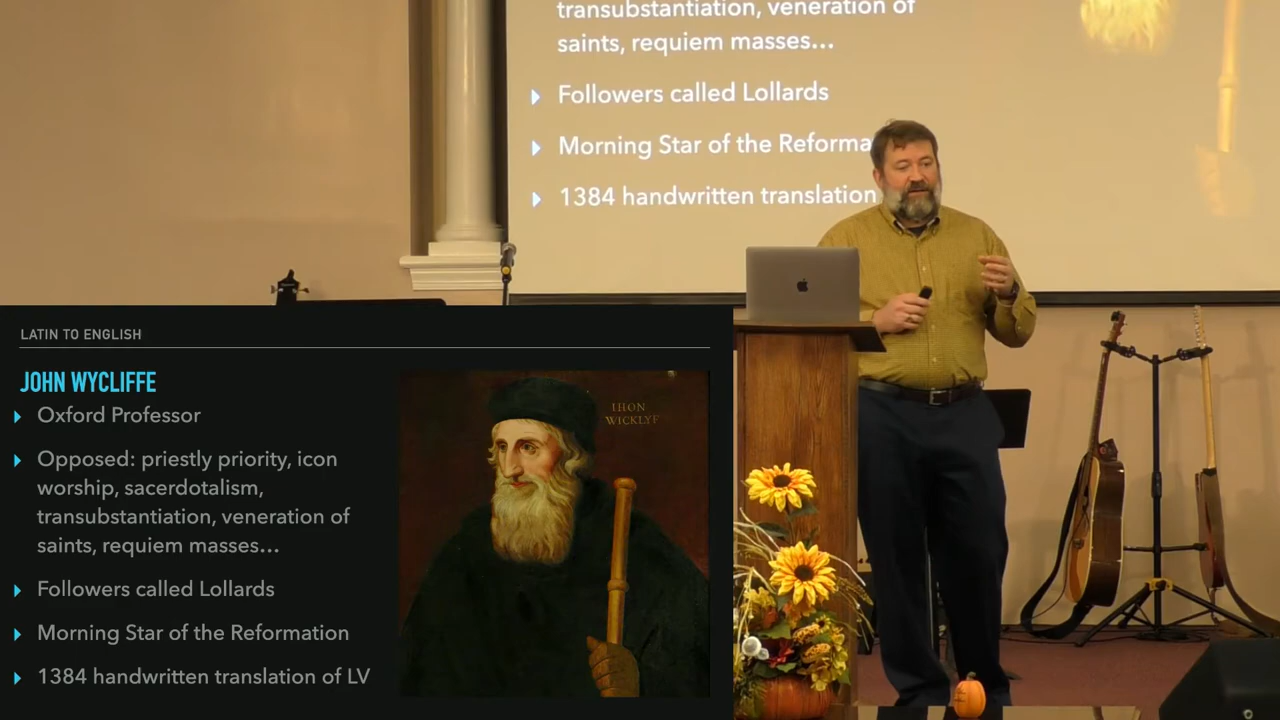 transubstantiation, veneration of
saints, requiem masses...
Followers called Lollards
Morning Star of the Reforma
1384 handwritten translation
LATIN TO ENGLISH
JOHN WYCLIFFE
Oxford Professor
Opposed: priestly priority, icon
worship, sacerdotalism,
transubstantiation, veneration of
saints, requiem masses...
Followers called Lollards
Morning Star of the Reformation
1384 handwritten translation of LV
IHON
WICKLYF